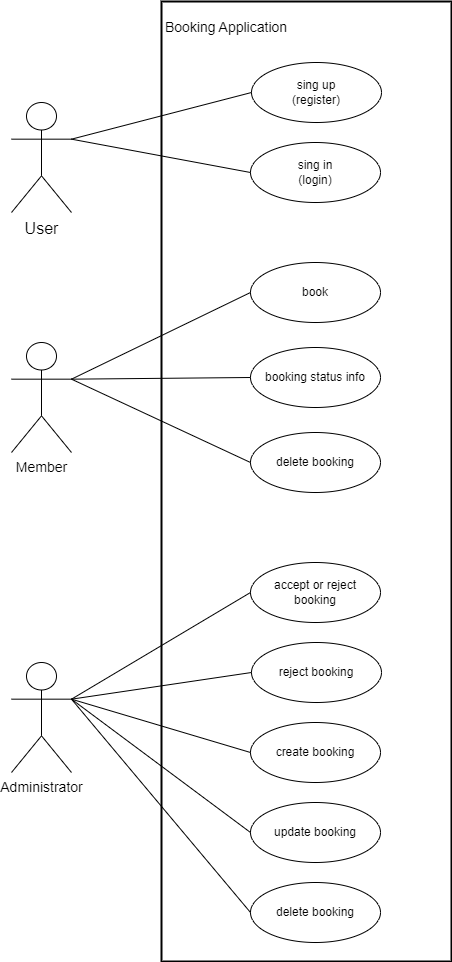 Booking Application
sing up
(register)
sing in
(login)
User
book
booking status info
delete booking
Member
accept or reject
booking
reject booking
create booking
update booking
delete booking
Administrator